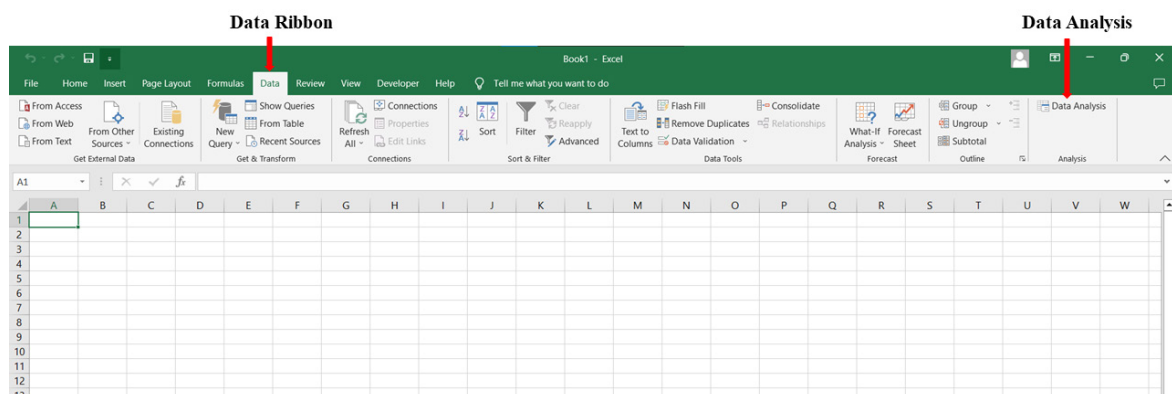 Data Ribbon Data Analysis
Book1 - Excel
File Home Insert Page Layout Formulas Data Review View Developer Help Tell me what you want to do
From Access
From Web
From Text
From Other Sources
Existing Connections
Get External Data
New Query
Show Queries
From Table
Recent Sources
Get & Transform
Refresh All
Connections
Properties
Edit Links
Connections
Sort
Filter
Clear
Reapply
Advanced
Sort & Filter
Text to Columns
Flash Fill
Remove Duplicates
Data Validation
Consolidate
Relationships
Data Tools
What-If Analysis
Forecast Sheet
Forecast
Group
Ungroup
Subtotal
Outline
Data Analysis
Analysis
A1 fx
A B C D E F G H I J K L M N O P Q R S T U V W
1
2
3
4
5
6
7
8
9
10
11
12